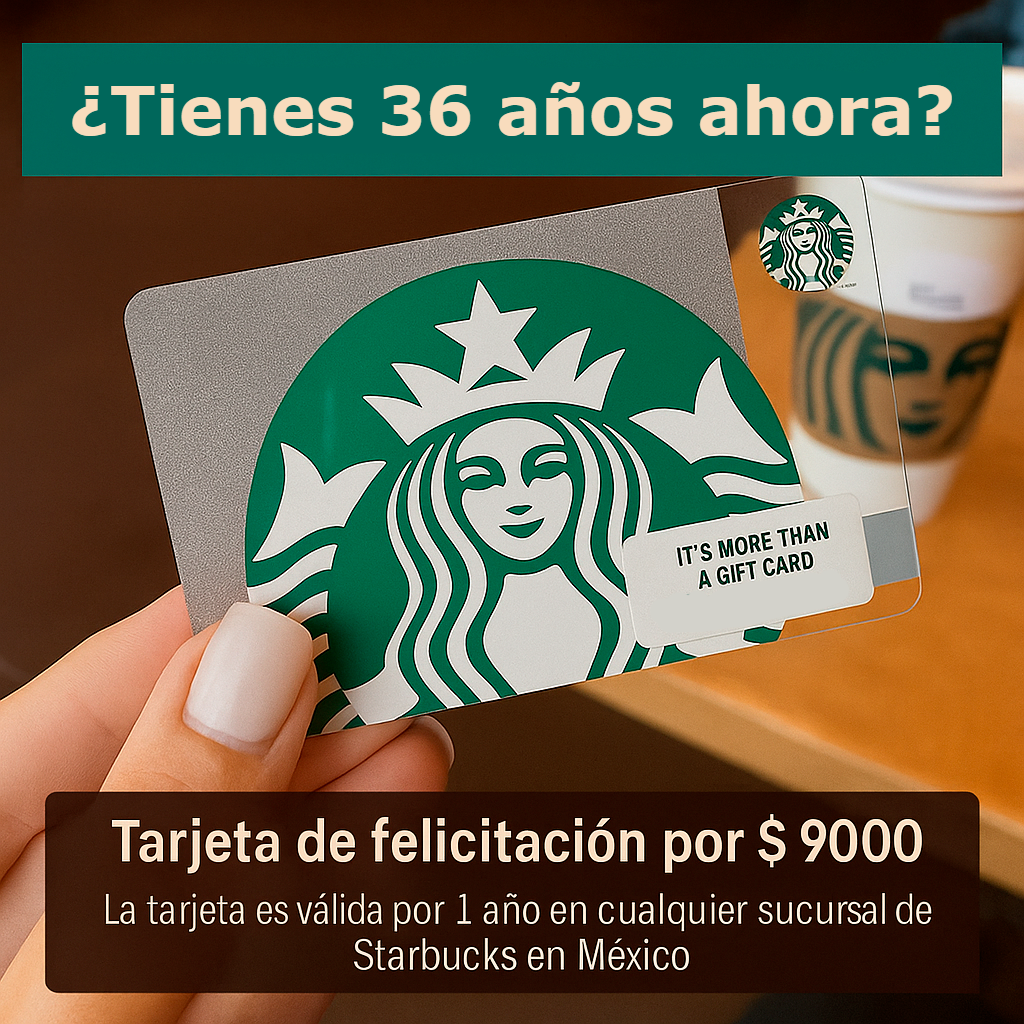 ¿Tienes 36 años ahora?
IT'S MORE THAN
A GIFT CARD
Tarjeta de felicitación por $ 9000
La tarjeta es válida por 1 año en cualquier sucursal de
Starbucks en México